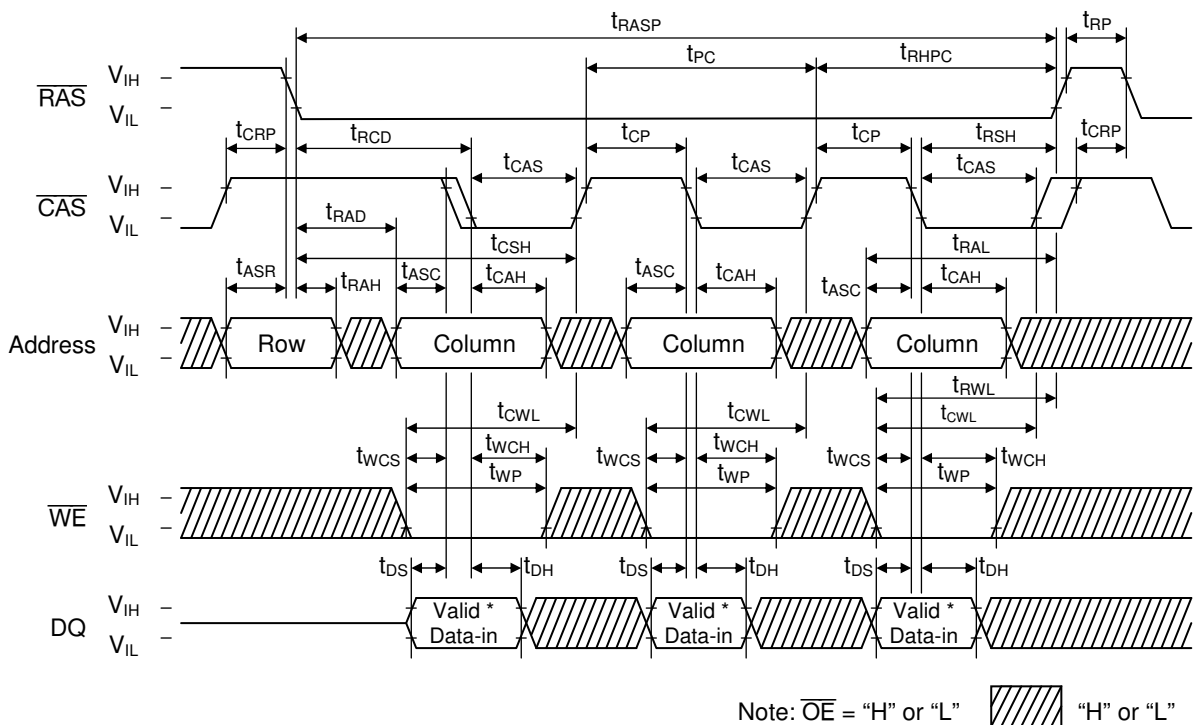 tRASP
tRP
tPC
tRHPC
RAS
VIH
VIL
tCRP
tRCD
tCP
tCP
tRSH
tCRP
tCAS
tCAS
tCAS
CAS
VIH
VIL
tRAD
tCSH
tRAL
tASR
tRAH
tASC
tCAH
tASC
tCAH
tASC
tCAH
Address
VIH
VIL
Row
Column
Column
Column
tRWL
tCWL
tCWL
tCWL
tWCS
tWCH
tWCS
tWCH
tWCS
tWCH
tWP
tWP
tWP
WE
VIH
VIL
tDS
tDH
tDS
tDH
tDS
tDH
DQ
VIH
VIL
Valid *
Data-in
Valid *
Data-in
Valid *
Data-in
Note: OE = “H” or “L”
“H” or “L”